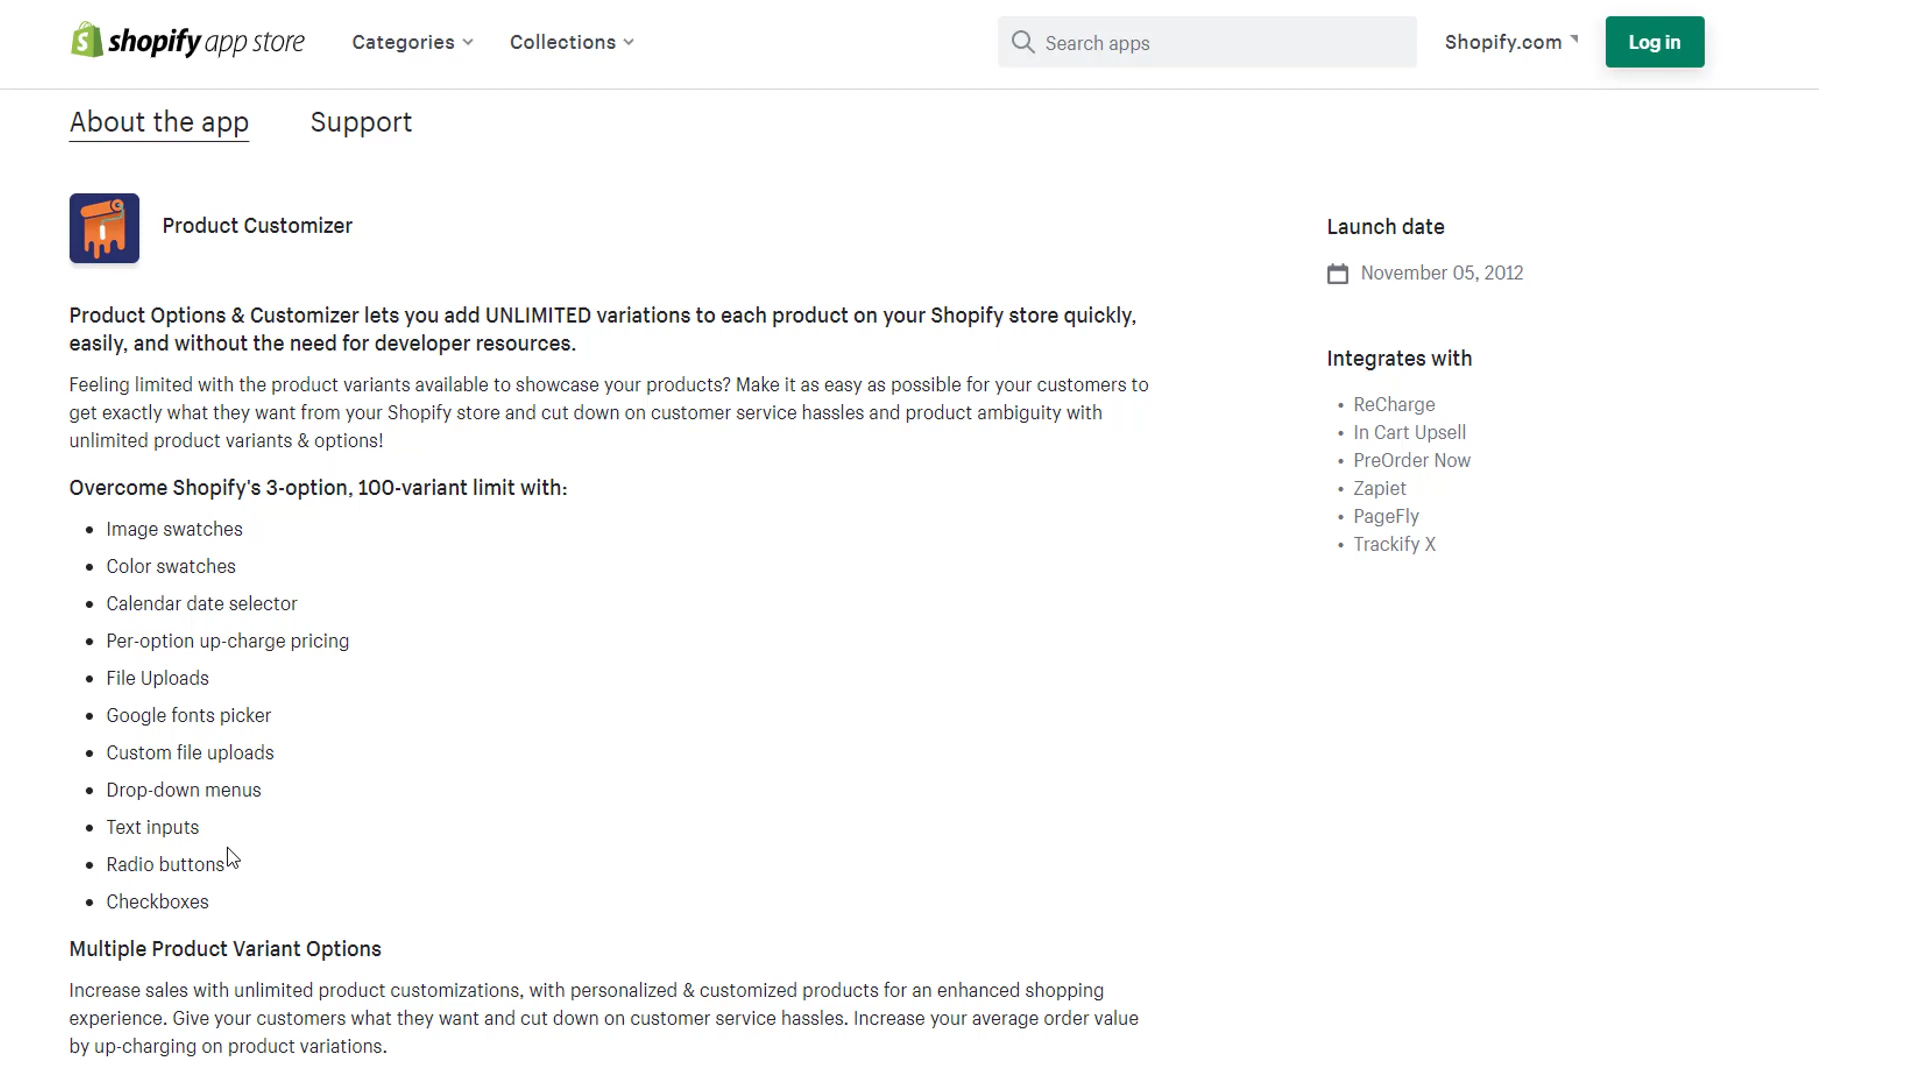 shopify app store
Categories
Collections
Search apps
Shopify.com
Log in
About the app
Support
Product Customizer
Product Options & Customizer lets you add UNLIMITED variations to each product on your Shopify store quickly,
easily, and without the need for developer resources.
Feeling limited with the product variants available to showcase your products? Make it as easy as possible for your customers to
get exactly what they want from your Shopify store and cut down on customer service hassles and product ambiguity with
unlimited product variants & options!
Overcome Shopify's 3-option, 100-variant limit with:
• Image swatches
• Color swatches
• Calendar date selector
• Per-option up-charge pricing
• File Uploads
• Google fonts picker
• Custom file uploads
• Drop-down menus
• Text inputs
• Radio buttons
• Checkboxes
Multiple Product Variant Options
Increase sales with unlimited product customizations, with personalized & customized products for an enhanced shopping
experience. Give your customers what they want and cut down on customer service hassles. Increase your average order value
by up-charging on product variations.
Launch date
November 05, 2012
Integrates with
• ReCharge
• In Cart Upsell
• PreOrder Now
• Zapiet
• PageFly
• Trackify X